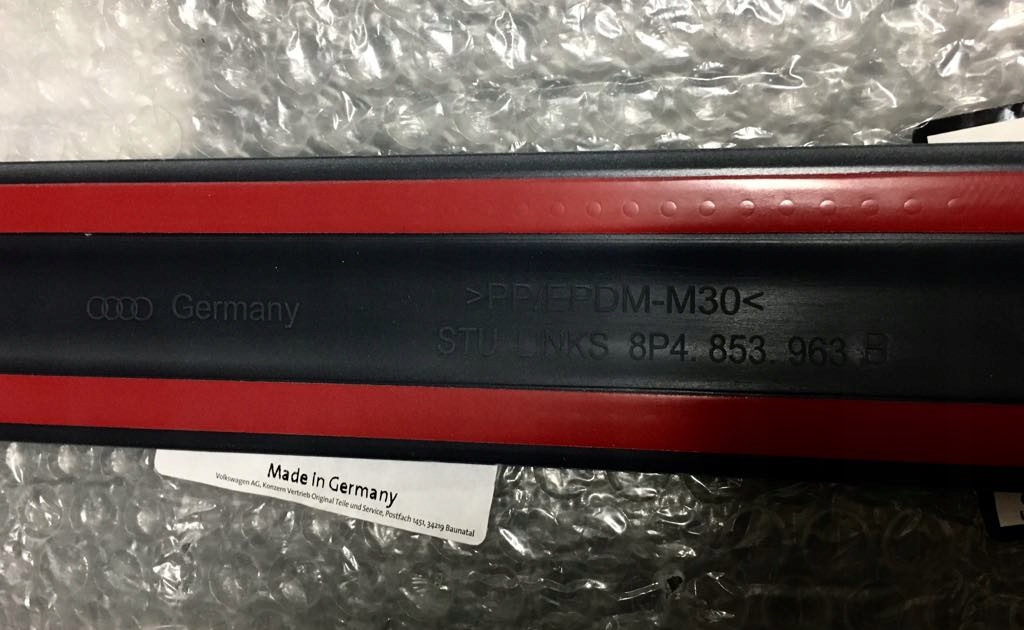 Germany
>PP/EPDM-M30<
STU LINKS 8P4. 853. 963 B
Made in Germany
Volkswagen AG, Konzern Vertrieb Original Teile und Service, Postfach 1451, 34219 Baunatal